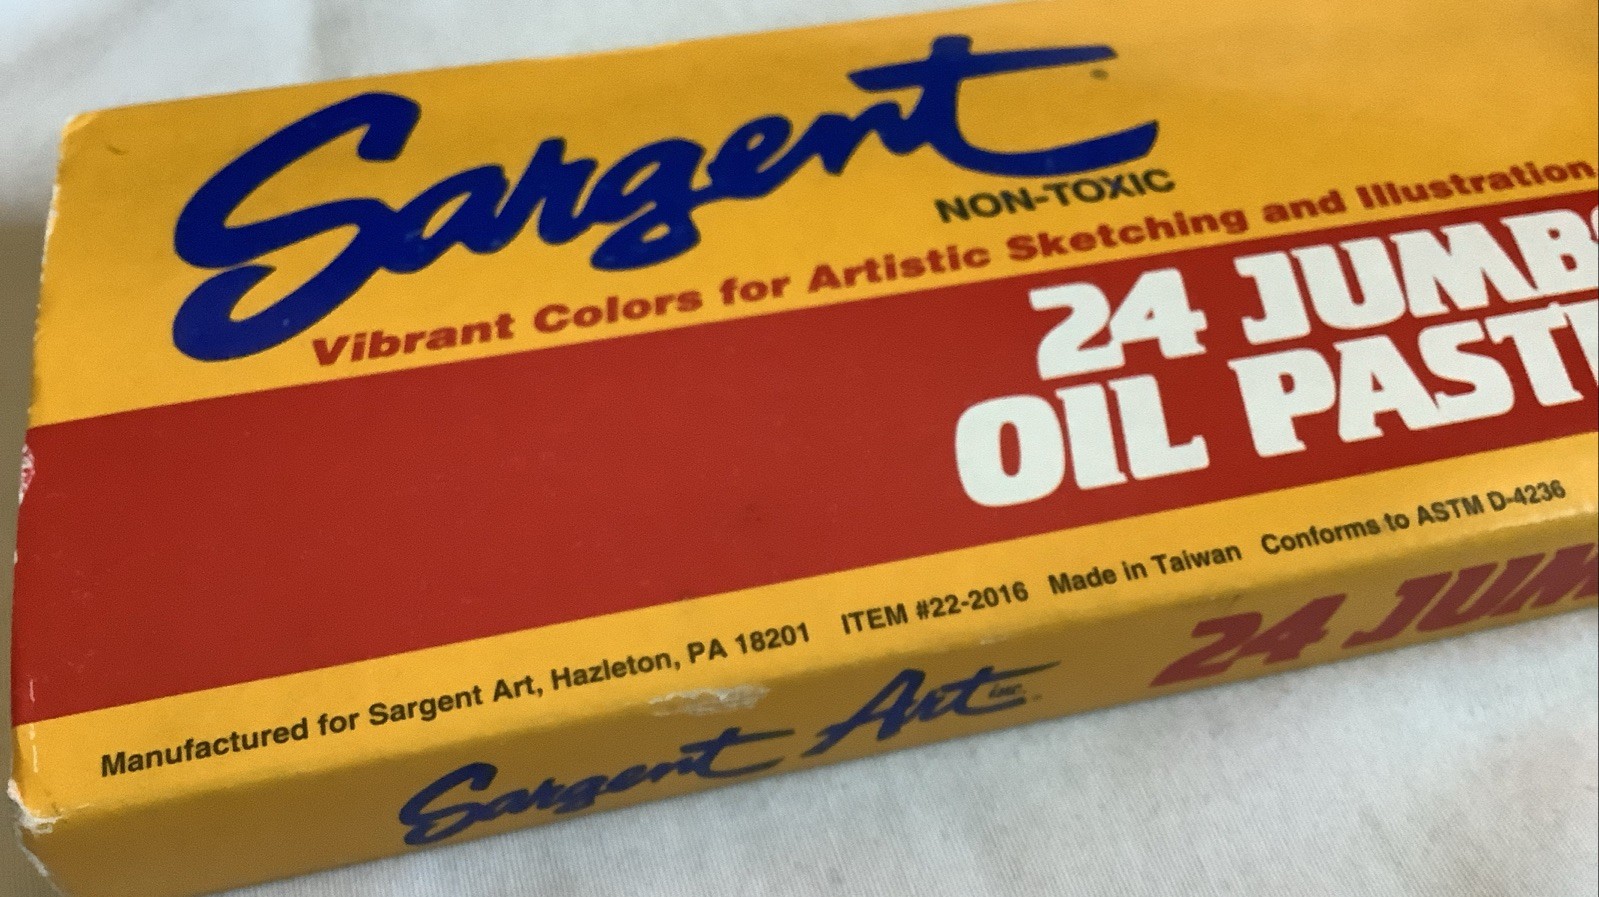 Sargent
NON-TOXIC
Vibrant Colors for Artistic Sketching and Illustration
24 JUMB
OIL PAST
Manufactured for Sargent Art, Hazleton, PA 18201 ITEM #22-2016 Made in Taiwan Conforms to ASTM D-4236
Sargent Art inc.
24 JUM